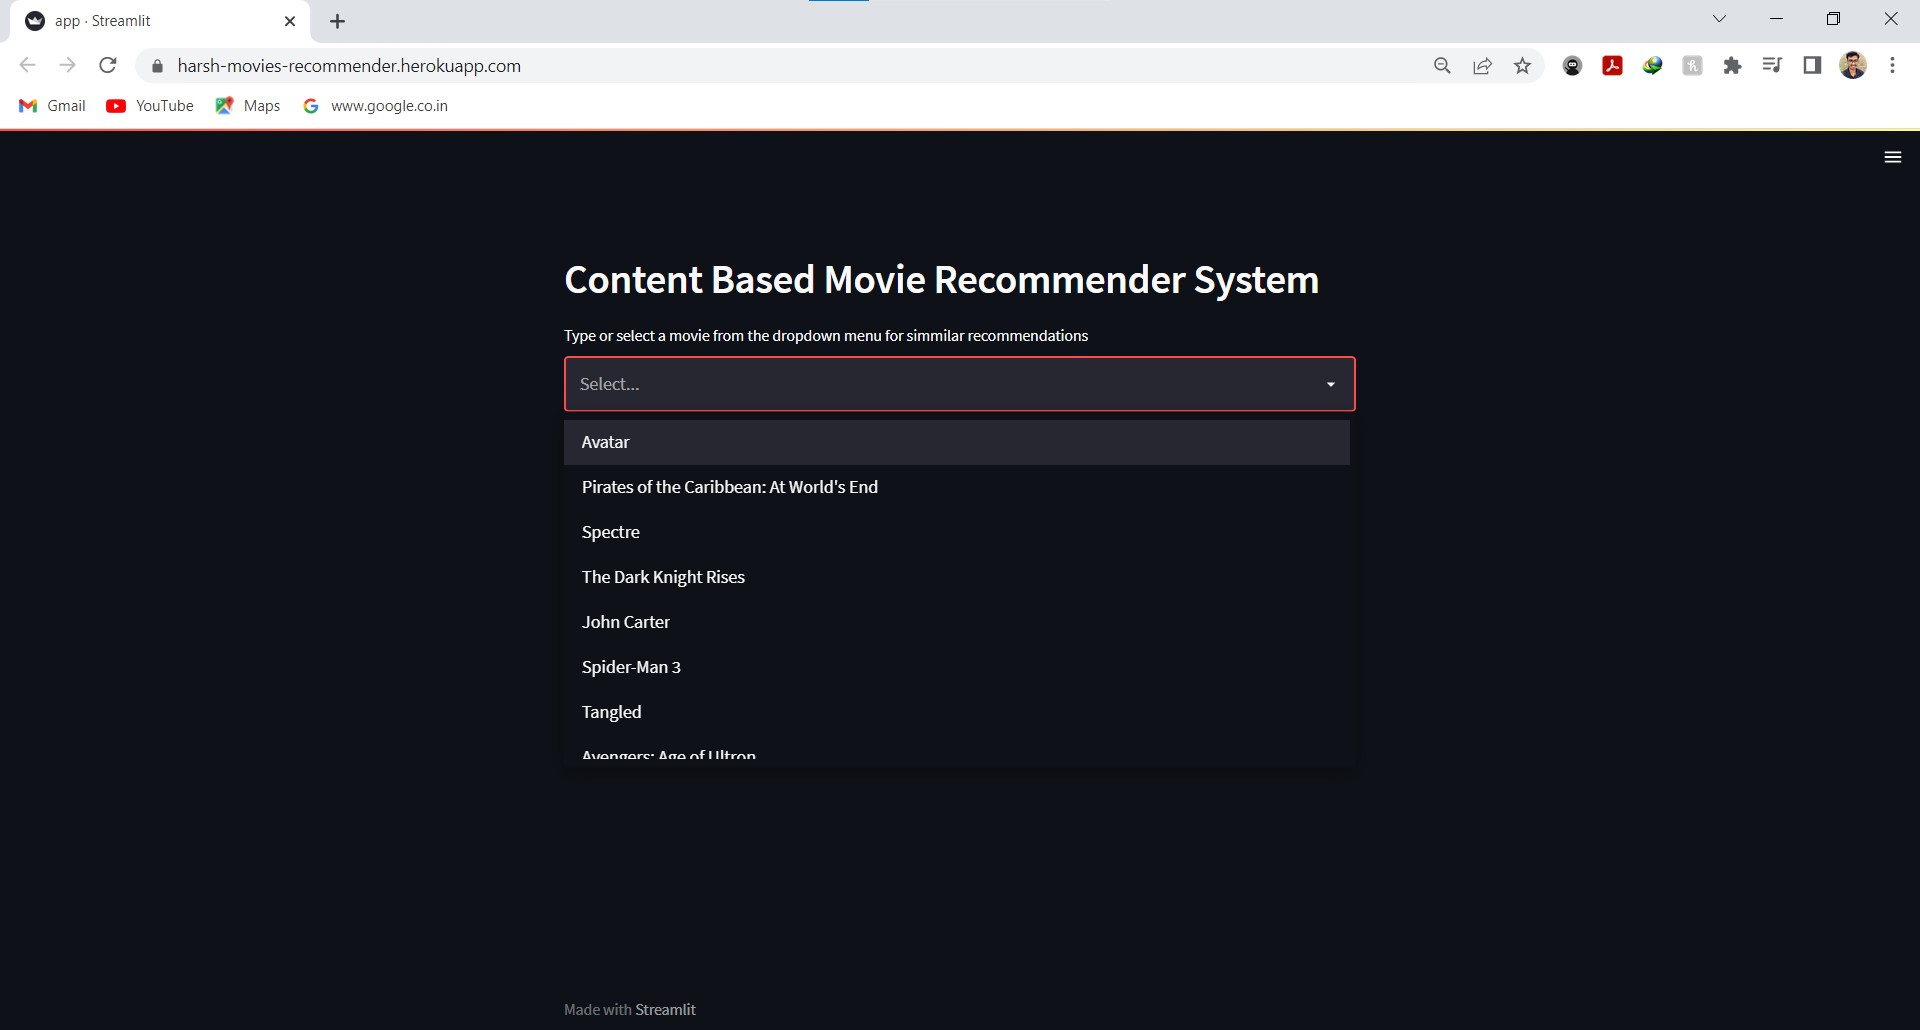 app · Streamlit
harsh-movies-recommender.herokuapp.com
Gmail YouTube Maps www.google.co.in
Content Based Movie Recommender System
Type or select a movie from the dropdown menu for simmilar recommendations
Select...
Avatar
Pirates of the Caribbean: At World's End
Spectre
The Dark Knight Rises
John Carter
Spider-Man 3
Tangled
Avengers: Age of Ultron
Made with Streamlit